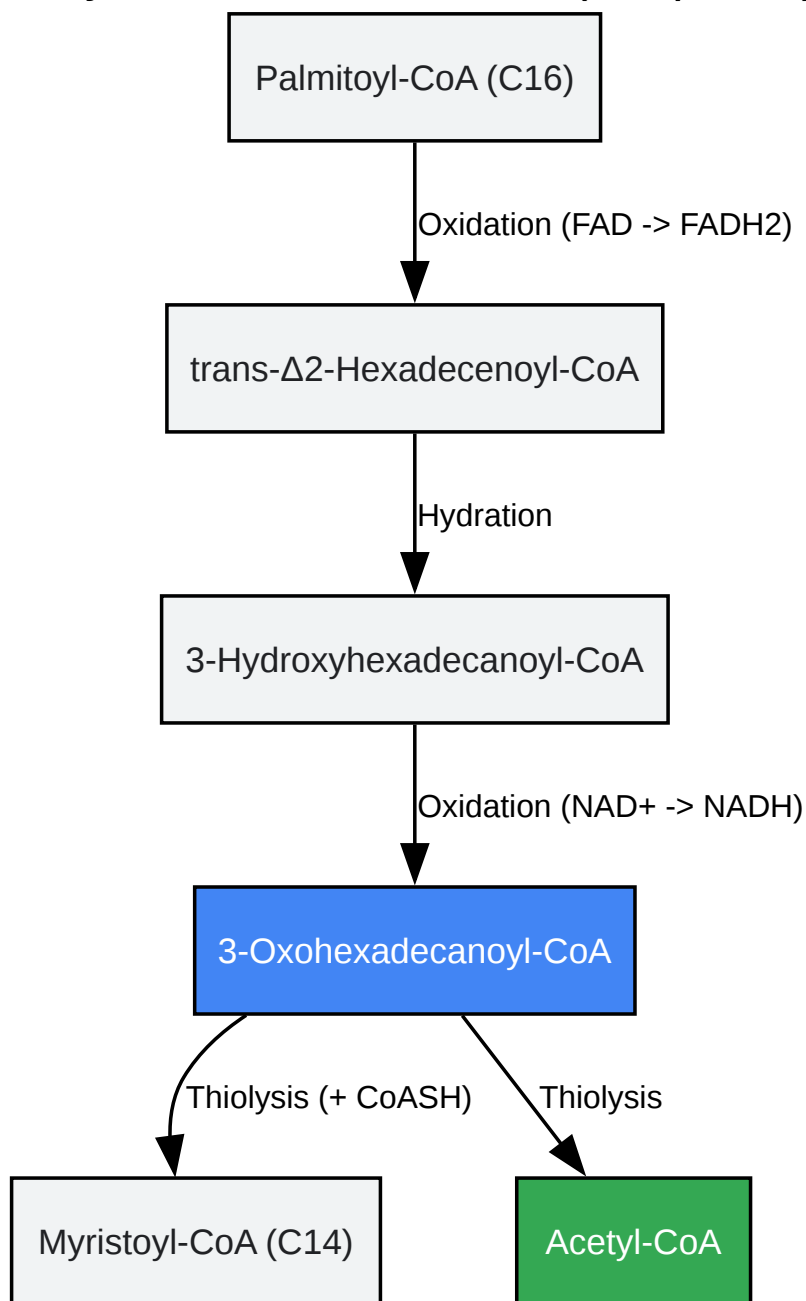 Palmitoyl-CoA (C16)
Oxidation (FAD -> FADH2)
trans-Δ2-Hexadecenoyl-CoA
Hydration
3-Hydroxyhexadecanoyl-CoA
Oxidation (NAD+ -> NADH)
3-Oxohexadecanoyl-CoA
Thiolysis (+ CoASH)
Thiolysis
Myristoyl-CoA (C14)
Acetyl-CoA